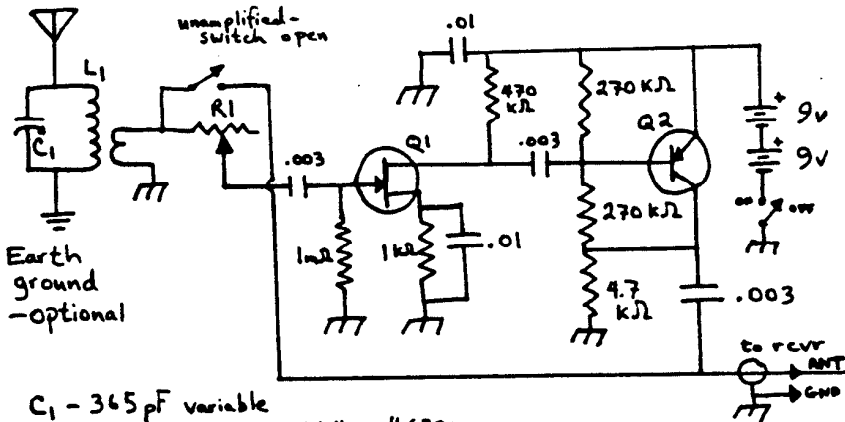 unamplified-
switch open
.01
L1
R1
C1
470
kΩ
270 kΩ
+
9v
Q1
Q2
.003
.003
+
9v
on
off
270 kΩ
Earth
ground
-optional
1mΩ
1kΩ
.01
4.7
kΩ
.003
to rcvr
ANT
GND
C1 - 365 pF variable